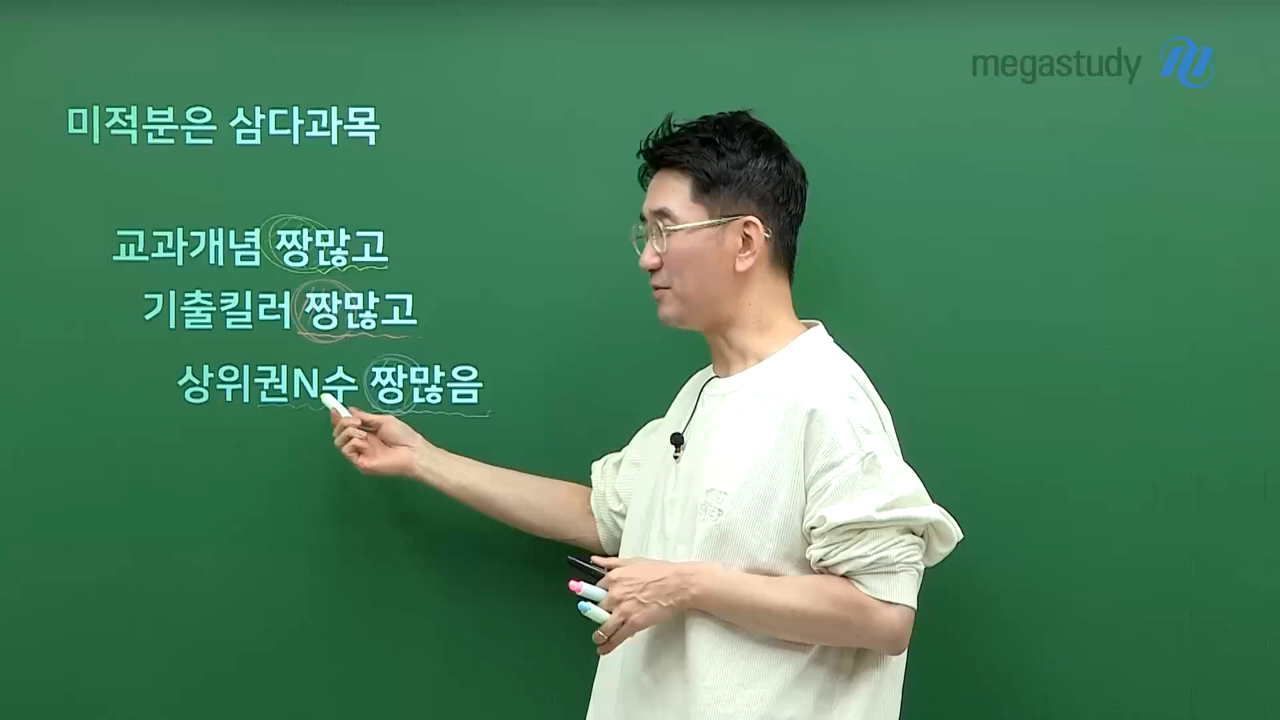 megastudy
미적분은 삼다과목
교과개념 짱많고
기출킬러 짱많고
상위권N수 짱많음